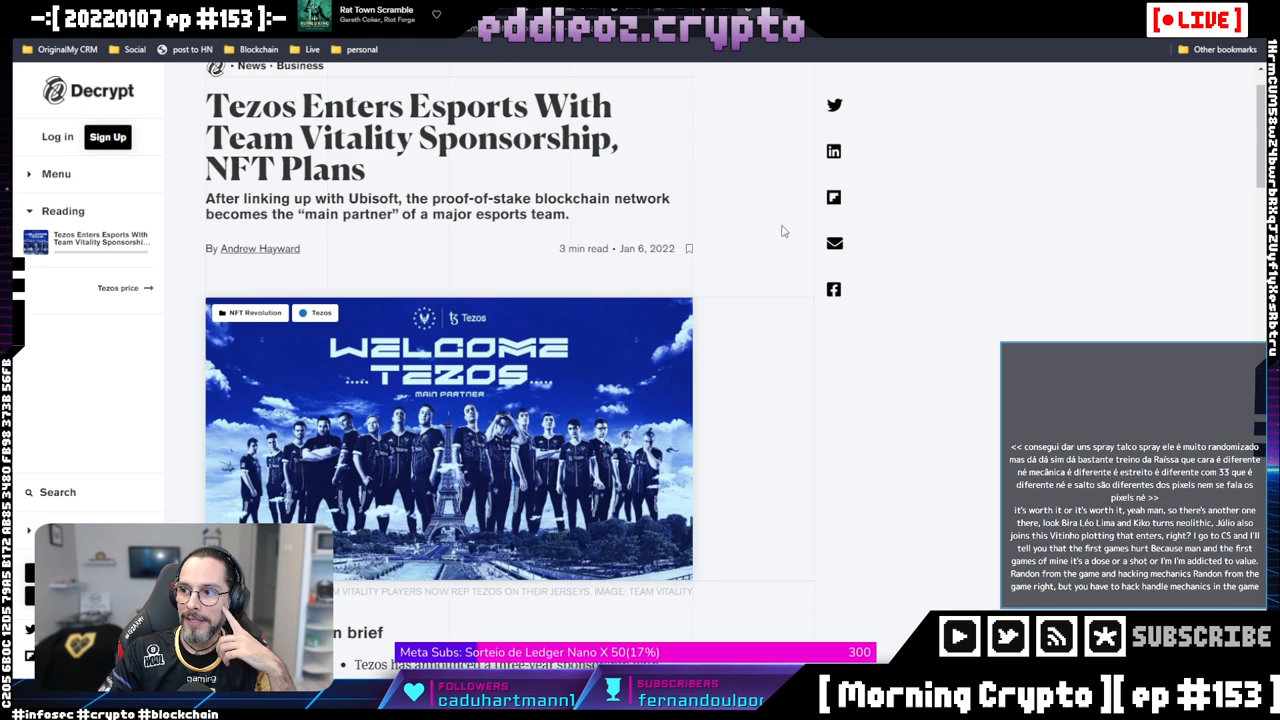 -:[ 20220107 ep #153 ]:-
Rat Town Scramble
Gareth Coker, Riot Forge
eddieoz.crypto
[ • LIVE ]
OriginalMy CRM
Social
post to HN
Blockchain
Live
personal
Other bookmarks
Decrypt
Log in
Sign Up
Menu
Reading
Tezos Enters Esports With
Team Vitality Sponsorshi...
Tezos price
Search
• News • Business
Tezos Enters Esports With
Team Vitality Sponsorship,
NFT Plans
After linking up with Ubisoft, the proof-of-stake blockchain network
becomes the “main partner” of a major esports team.
By Andrew Hayward
3 min read • Jan 6, 2022
NFT Revolution
Tezos
Tezos
WELCOME
TEZOS
MAIN PARTNER
VITALITY PLAYERS NOW REP TEZOS ON THEIR JERSEYS. IMAGE: TEAM VITALITY
n brief
Tezos has announced a three-year sponsorship with
<< consegui dar uns spray talco spray ele é muito randomizado
mas dá dá sim dá bastante treino da Raíssa que cara é diferente
né mecânica é diferente é estreito é diferente com 33 que é
diferente né e salto são diferentes dos pixels nem se fala os
pixels né >>
it's worth it or it's worth it, yeah man, so there's another one
there, look Bira Léo Lima and Kiko turns neolithic, Júlio also
joins this Vitinho plotting that enters, right? I go to CS and I'll
tell you that the first games hurt Because man and the first
games of mine it's a dose or a shot or I'm I'm addicted to value.
Randon from the game and hacking mechanics Randon from the
game right, but you have to hack handle mechanics in the game
Meta Subs: Sorteio de Ledger Nano X 50(17%)
300
FOLLOWERS
caduhartmann1
SUBSCRIBERS
fernandoulpor
SUBSCRIBE
[ Morning Crypto ][ ep #153 ]
#infosec #crypto #blockchain